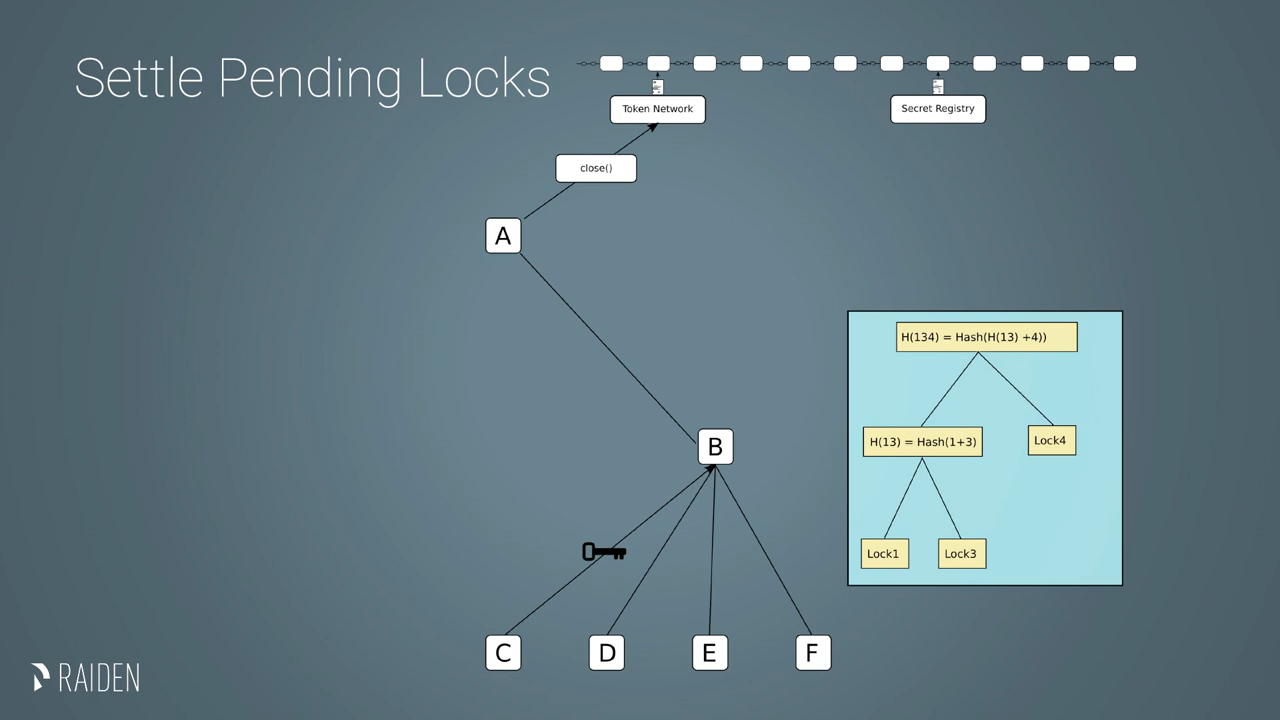 Settle Pending Locks
Token Network
Secret Registry
close()
A
H(134) = Hash(H(13) +4))
H(13) = Hash(1+3)
Lock4
B
Lock1
Lock3
C
D
E
F
RAIDEN